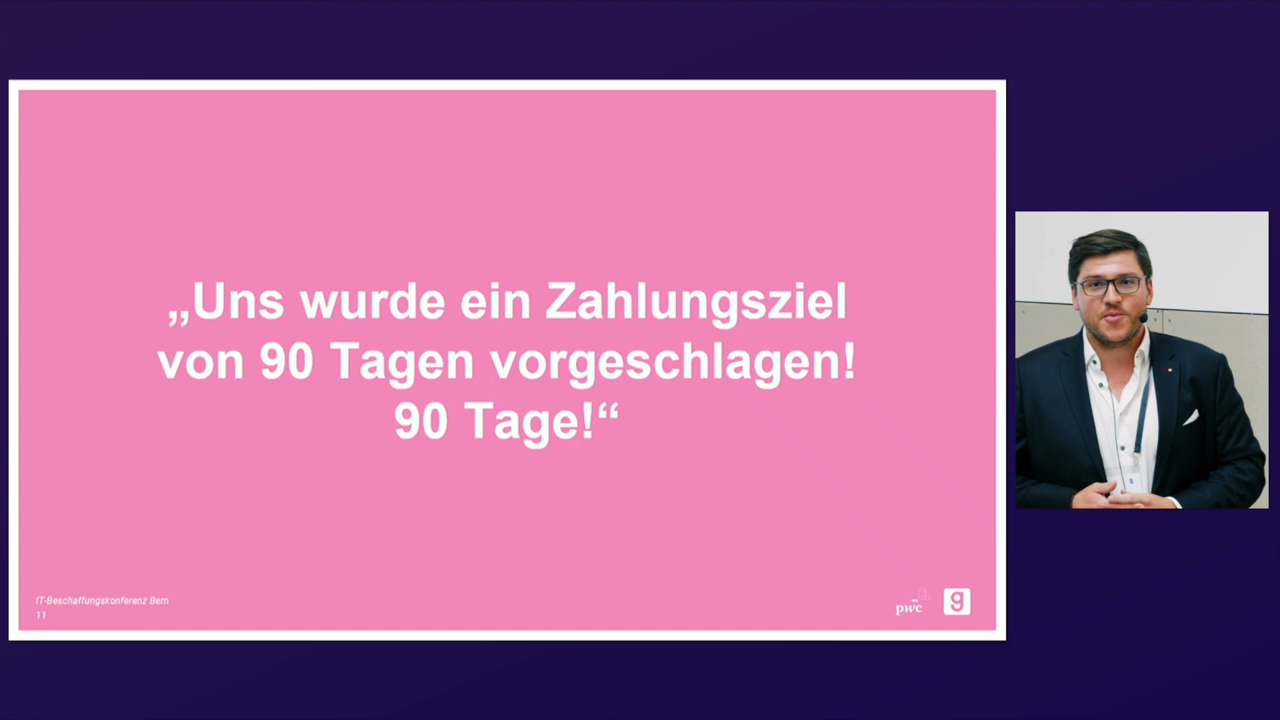 „Uns wurde ein Zahlungsziel
von 90 Tagen vorgeschlagen!
90 Tage!“
IT-Beschaffungskonferenz Bern
11
pwc
g